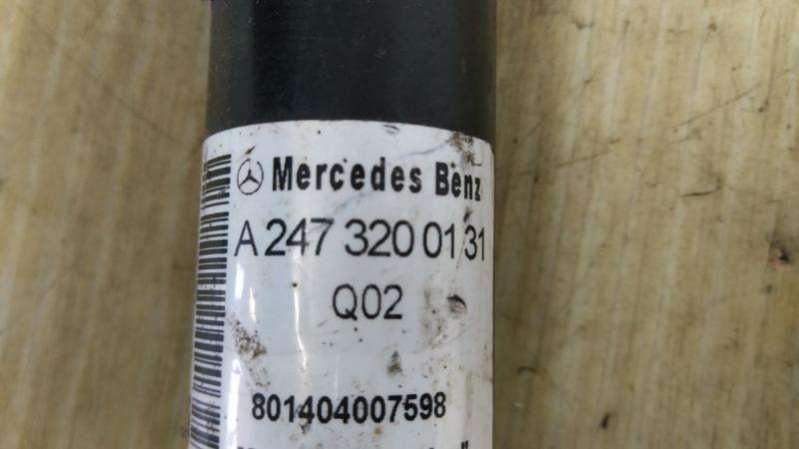 Mercedes Benz
A 247 320 01 31
Q02
801404007598